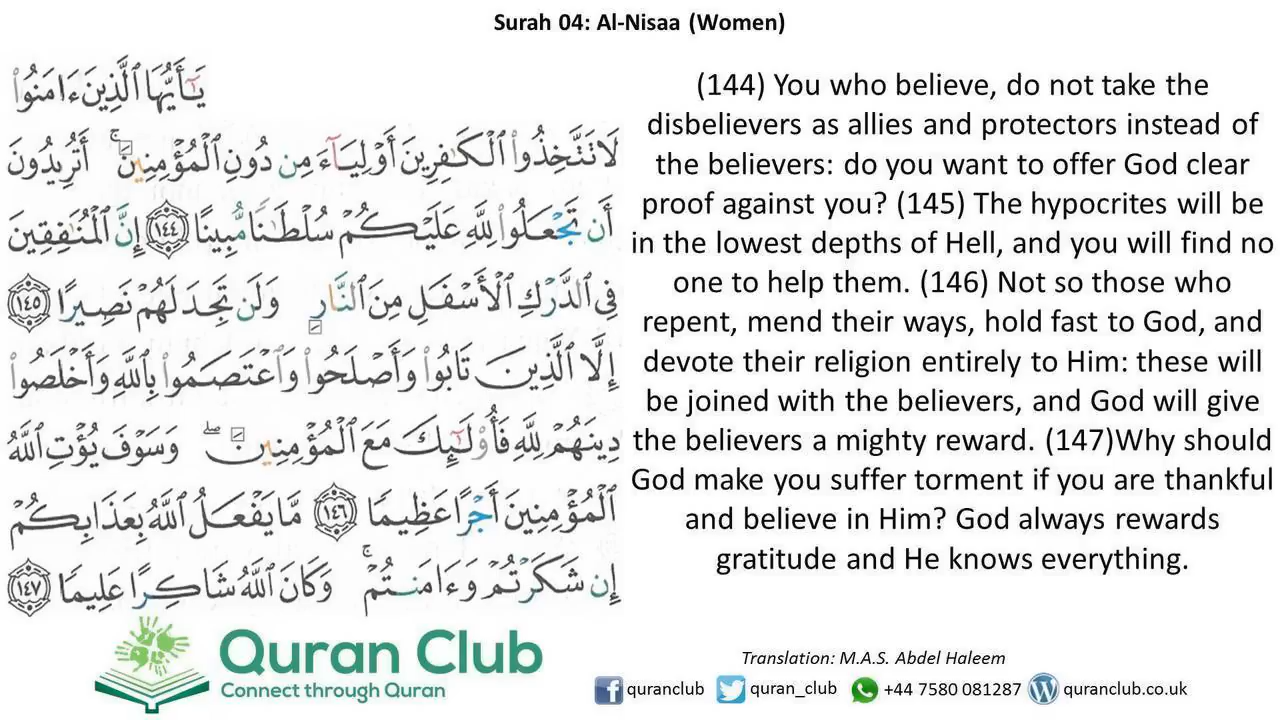 Surah 04: Al-Nisaa (Women)
يَـٰٓأَيُّهَا ٱلَّذِينَ ءَامَنُوا۟
لَا تَتَّخِذُوا۟ ٱلْكَـٰفِرِينَ أَوْلِيَآءَ مِن دُونِ ٱلْمُؤْمِنِينَ ۚ أَتُرِيدُونَ
أَن تَجْعَلُوا۟ لِلَّهِ عَلَيْكُمْ سُلْطَـٰنًا مُّبِينًا ١٤٤ إِنَّ ٱلْمُنَـٰفِقِينَ
فِى ٱلدَّرْكِ ٱلْأَسْفَلِ مِنَ ٱلنَّارِ وَلَن تَجِدَ لَهُمْ نَصِيرًا ١٤٥
إِلَّا ٱلَّذِينَ تَابُوا۟ وَأَصْلَحُوا۟ وَٱعْتَصَمُوا۟ بِٱللَّهِ وَأَخْلَصُوا۟
دِينَهُمْ لِلَّهِ فَأُو۟لَـٰٓئِكَ مَعَ ٱلْمُؤْمِنِينَ ۖ وَسَوْفَ يُؤْتِ ٱللَّهُ
ٱلْمُؤْمِنِينَ أَجْرًا عَظِيمًا ١٤٦ مَّا يَفْعَلُ ٱللَّهُ بِعَذَابِكُمْ
إِن شَكَرْتُمْ وَءَامَنتُمْ ۚ وَكَانَ ٱللَّهُ شَاكِرًا عَلِيمًا ١٤٧
(144) You who believe, do not take the
disbelievers as allies and protectors instead of
the believers: do you want to offer God clear
proof against you? (145) The hypocrites will be
in the lowest depths of Hell, and you will find no
one to help them. (146) Not so those who
repent, mend their ways, hold fast to God, and
devote their religion entirely to Him: these will
be joined with the believers, and God will give
the believers a mighty reward. (147)Why should
God make you suffer torment if you are thankful
and believe in Him? God always rewards
gratitude and He knows everything.
Quran Club
Connect through Quran
Translation: M.A.S. Abdel Haleem
quranclub quran_club +44 7580 081287 quranclub.co.uk